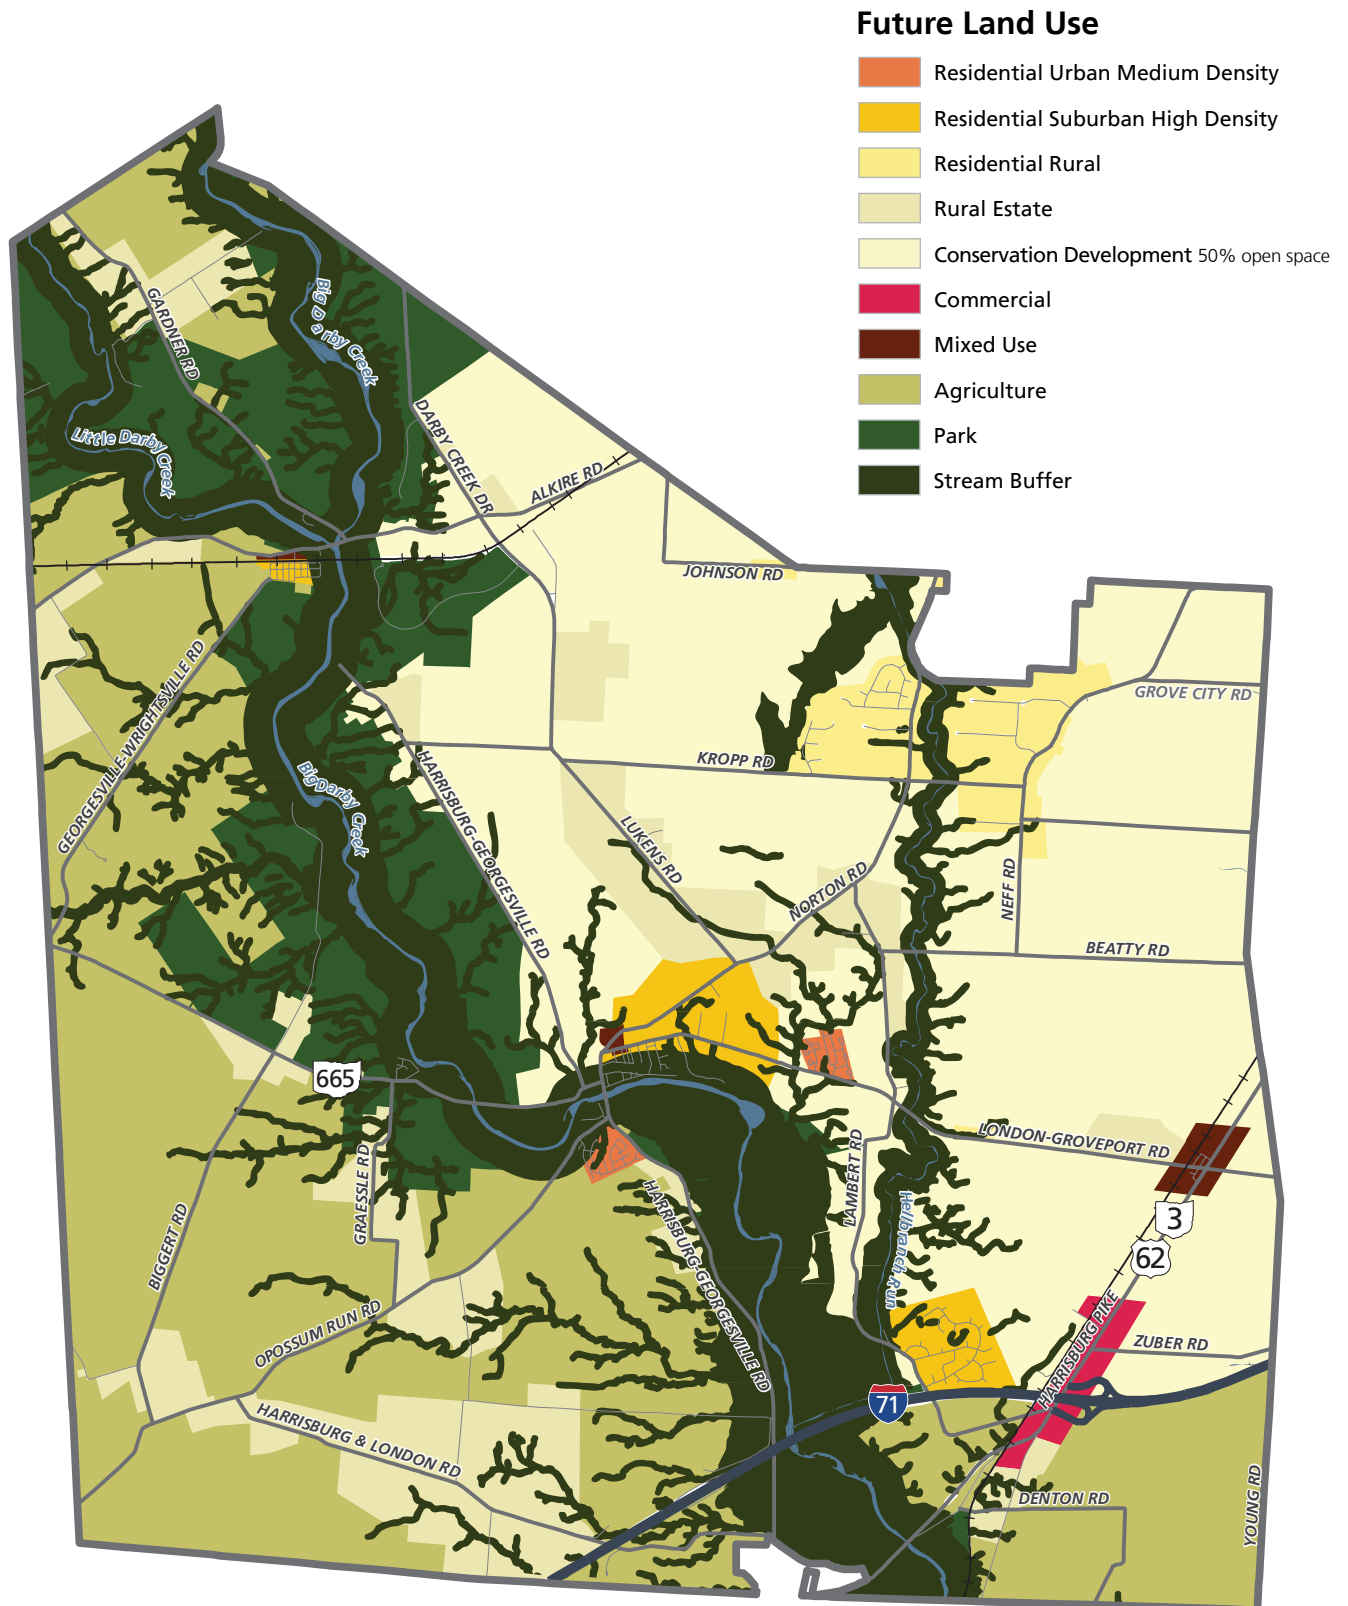 Future Land Use
Residential Urban Medium Density
Residential Suburban High Density
Residential Rural
Rural Estate
Conservation Development 50% open space
Commercial
Mixed Use
Agriculture
Park
Stream Buffer
GARDNER RD
Big Darby Creek
Little Darby Creek
DARBY CREEK DR
ALKIRE RD
JOHNSON RD
GROVE CITY RD
GEORGESVILLE-WRIGHTSVILLE RD
KROPP RD
Big Darby Creek
HARRISBURG-GEORGESVILLE RD
LUKENS RD
NORTON RD
NEFF RD
BEATTY RD
665
LONDON-GROVEPORT RD
GRAESSLE RD
LAMBERT RD
BIGGERT RD
HARRISBURG-GEORGESVILLE RD
Hellbranch Run
3
62
OPOSSUM RUN RD
HARRISBURG PIKE
ZUBER RD
71
HARRISBURG & LONDON RD
DENTON RD
YOUNG RD